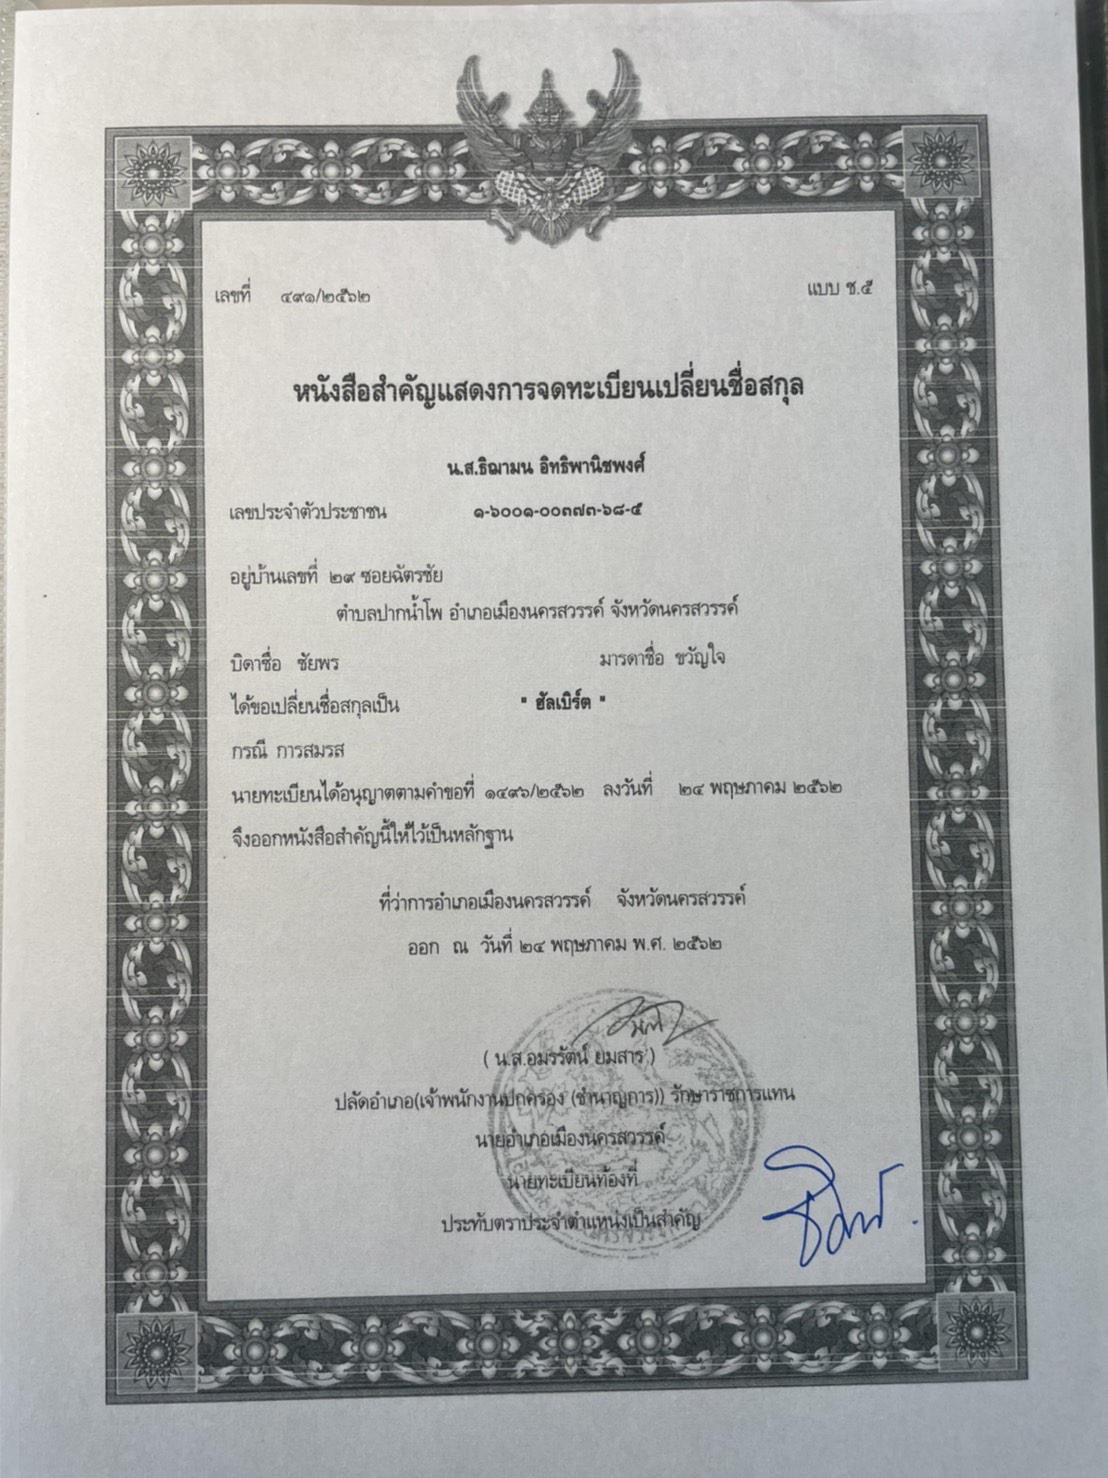 เลขที่ ๔๙๑/๒๕๖๒ แบบ ช.๕
หนังสือสำคัญแสดงการจดทะเบียนเปลี่ยนชื่อสกุล
น.ส.ธิฌามน อิทธิพานิชพงศ์
เลขประจำตัวประชาชน ๑-๖๐๐๑-๐๐๓๗๓-๖๘-๕
อยู่บ้านเลขที่ ๒๙ ซอยฉัตรชัย
ตำบลปากน้ำโพ อำเภอเมืองนครสวรรค์ จังหวัดนครสวรรค์
บิดาชื่อ ชัยพร มารดาชื่อ ขวัญใจ
ได้ขอเปลี่ยนชื่อสกุลเป็น " ฮัลเบิร์ต "
กรณี การสมรส
นายทะเบียนได้อนุญาตตามคำขอที่ ๑๔๙๖/๒๕๖๒ ลงวันที่ ๒๔ พฤษภาคม ๒๕๖๒
จึงออกหนังสือสำคัญนี้ให้ไว้เป็นหลักฐาน
ที่ว่าการอำเภอเมืองนครสวรรค์ จังหวัดนครสวรรค์
ออก ณ วันที่ ๒๔ พฤษภาคม พ.ศ. ๒๕๖๒
( น.ส.อมรรัตน์ ยมสาร )
ปลัดอำเภอ(เจ้าพนักงานปกครอง (ชำนาญการ)) รักษาราชการแทน
นายอำเภอเมืองนครสวรรค์
นายทะเบียนท้องที่
ประทับตราประจำตำแหน่งเป็นสำคัญ